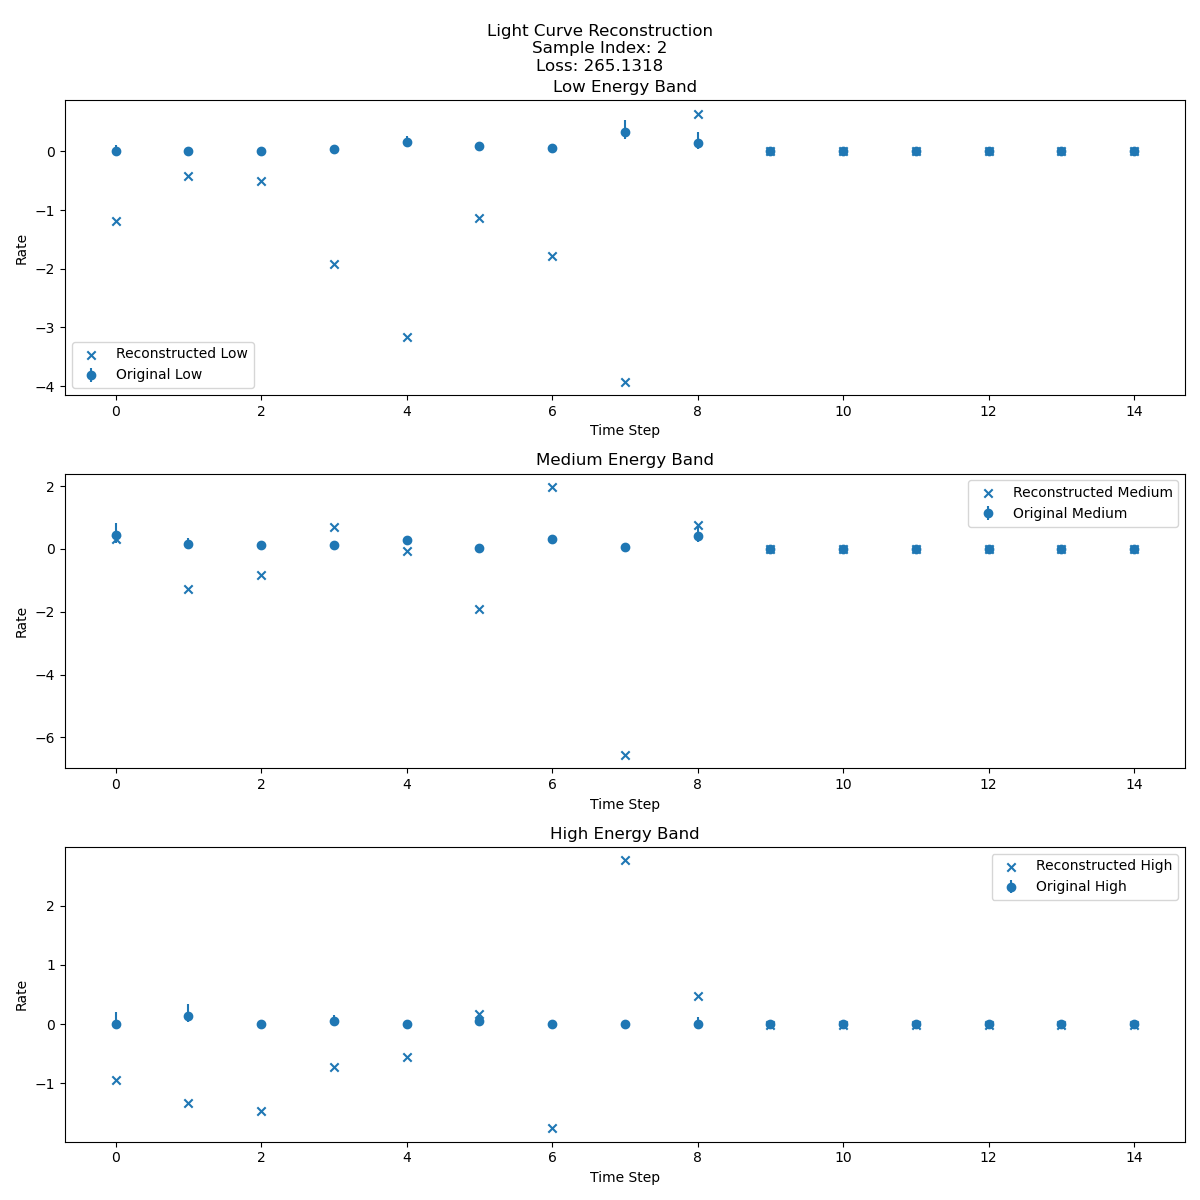 Light Curve Reconstruction
Sample Index: 2
Loss: 265.1318
Low Energy Band
Rate
0
−1
−2
−3
−4
Reconstructed Low
Original Low
0 2 4 6 8 10 12 14
Time Step
Medium Energy Band
Rate
2
0
−2
−4
−6
Reconstructed Medium
Original Medium
0 2 4 6 8 10 12 14
Time Step
High Energy Band
Rate
2
1
0
−1
Reconstructed High
Original High
0 2 4 6 8 10 12 14
Time Step